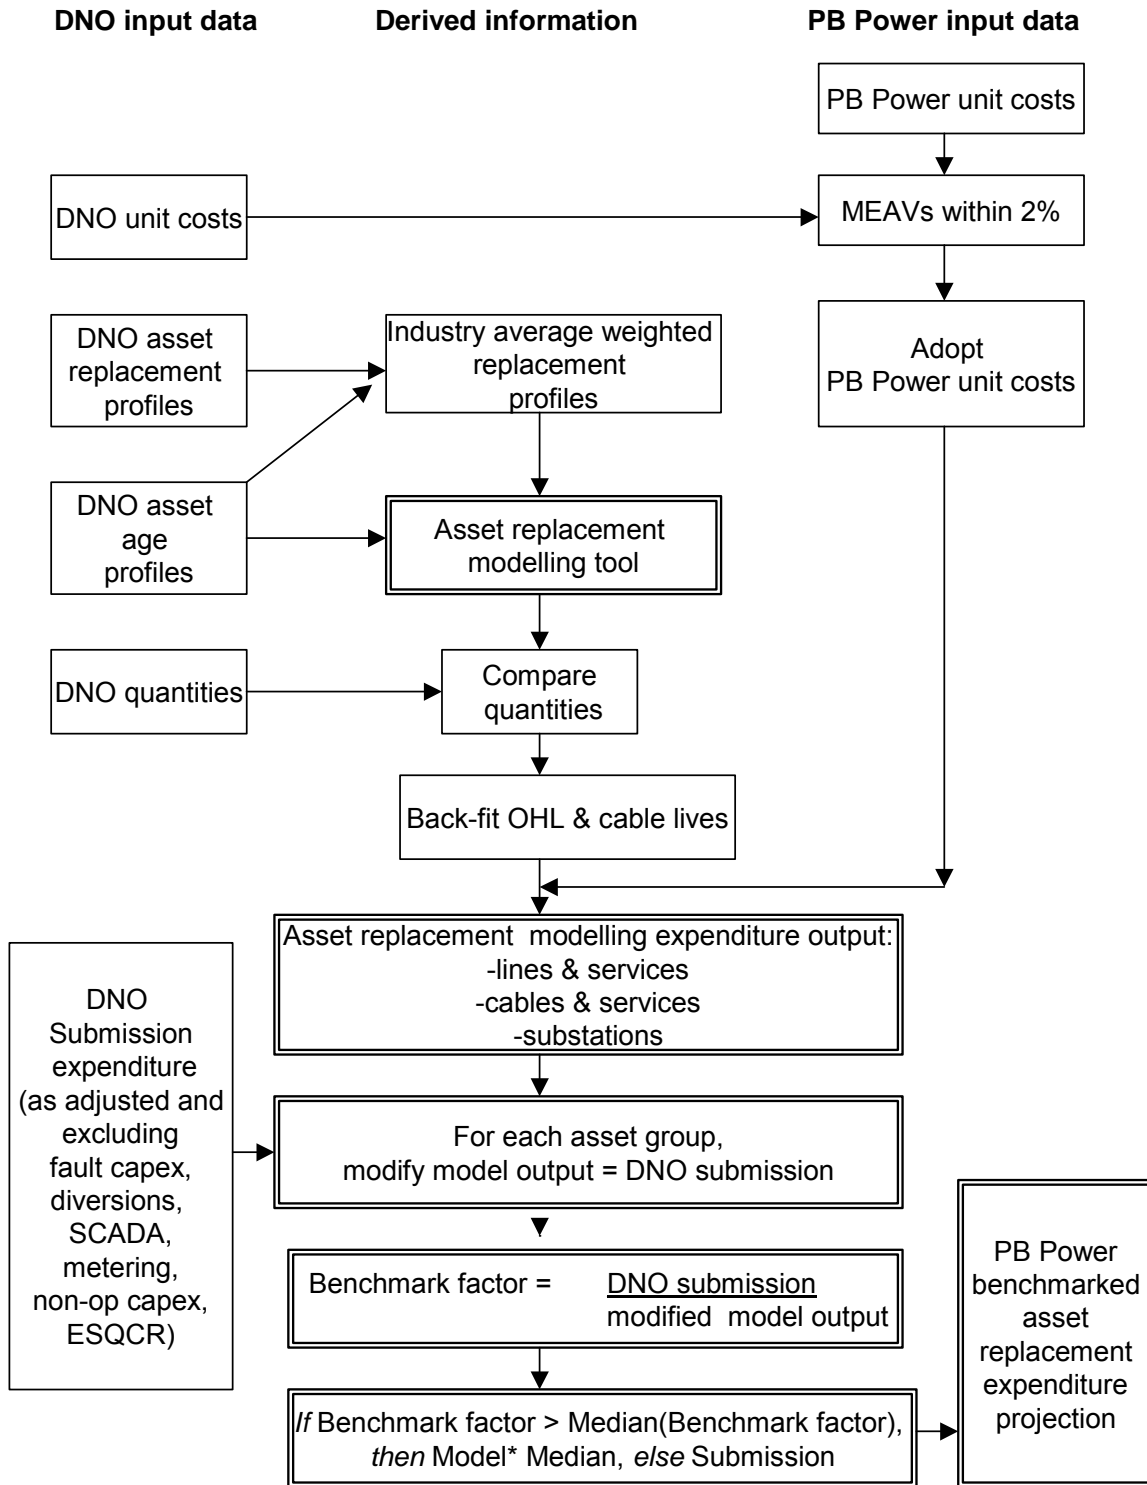 DNO input data
Derived information
PB Power input data
PB Power unit costs
DNO unit costs
MEAVs within 2%
DNO asset
replacement
profiles
Industry average weighted
replacement
profiles
Adopt
PB Power unit costs
DNO asset
age
profiles
Asset replacement
modelling tool
DNO quantities
Compare
quantities
Back-fit OHL & cable lives
Asset replacement modelling expenditure output:
-lines & services
-cables & services
-substations
DNO
Submission
expenditure
(as adjusted and
excluding
fault capex,
diversions,
SCADA,
metering,
non-op capex,
ESQCR)
For each asset group,
modify model output = DNO submission
Benchmark factor = DNO submission
modified model output
If Benchmark factor > Median(Benchmark factor),
then Model* Median, else Submission
PB Power
benchmarked
asset
replacement
expenditure
projection